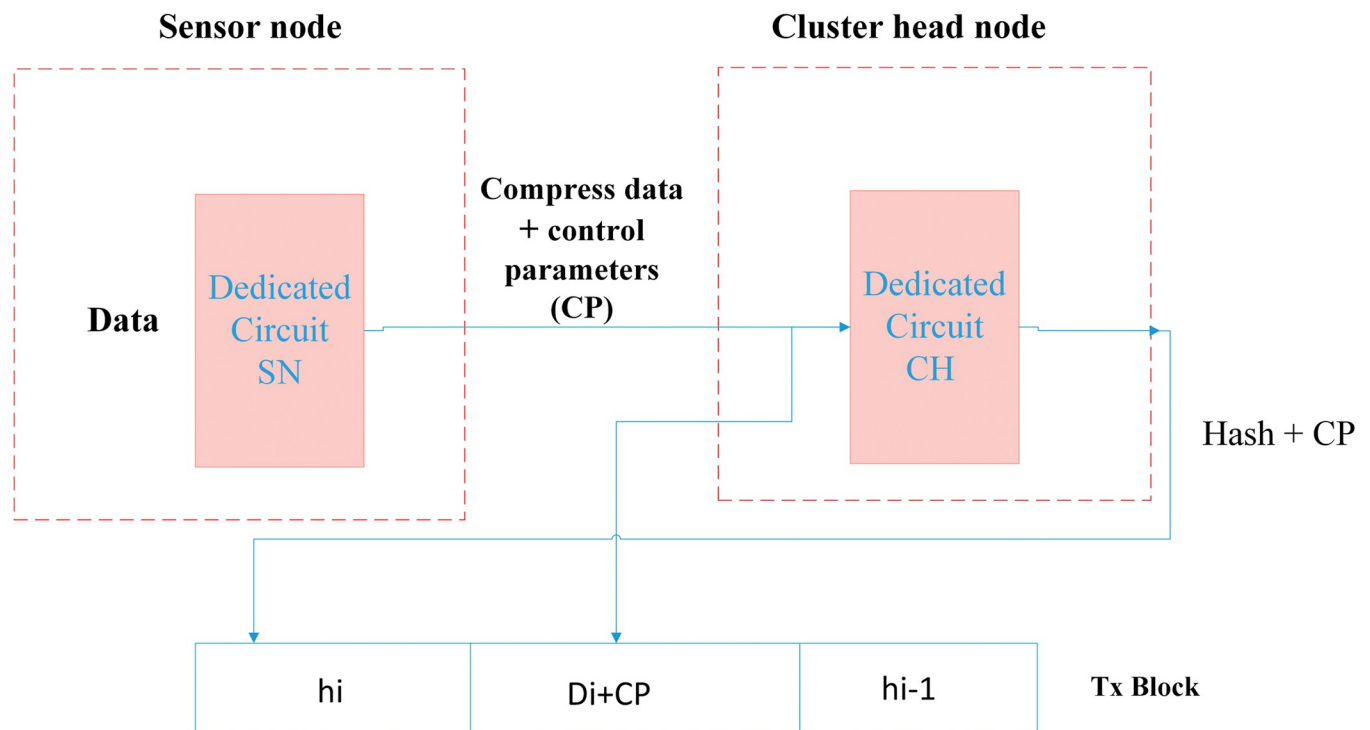 Sensor node
Cluster head node
Compress data
+ control
parameters
(CP)
Data
Dedicated
Circuit
SN
Dedicated
Circuit
CH
Hash + CP
hi
Di+CP
hi-1
Tx Block